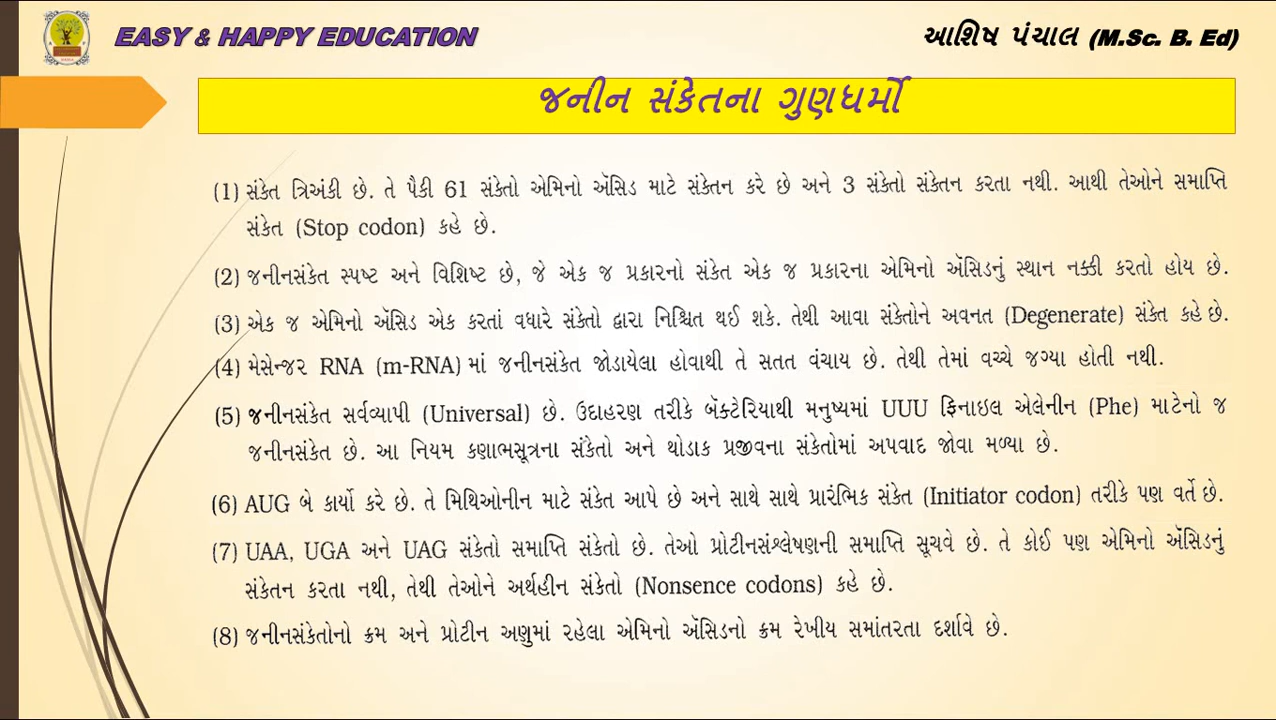 EASY & HAPPY EDUCATION
આશિષ પંચાલ (M.Sc. B. Ed)
જનીન સંકેતના ગુણધર્મો
(1) સંકેત ત્રિઅંકી છે. તે પૈકી 61 સંકેતો એમિનો ઍસિડ માટે સંકેતન કરે છે અને 3 સંકેતો સંકેતન કરતા નથી. આથી તેઓને સમાપ્તિ
સંકેત (Stop codon) કહે છે.
(2) જનીનસંકેત સ્પષ્ટ અને વિશિષ્ટ છે, જે એક જ પ્રકારનો સંકેત એક જ પ્રકારના એમિનો ઍસિડનું સ્થાન નક્કી કરતો હોય છે.
(3) એક જ એમિનો ઍસિડ એક કરતાં વધારે સંકેતો દ્વારા નિશ્ચિત થઈ શકે. તેથી આવા સંકેતોને અવનત (Degenerate) સંકેત કહે છે.
(4) મેસેન્જર RNA (m-RNA) માં જનીનસંકેત જોડાયેલા હોવાથી તે સતત વંચાય છે. તેથી તેમાં વચ્ચે જગ્યા હોતી નથી.
(5) જનીનસંકેત સર્વવ્યાપી (Universal) છે. ઉદાહરણ તરીકે બૅક્ટેરિયાથી મનુષ્યમાં UUU ફિનાઇલ એલેનીન (Phe) માટેનો જ
જનીનસંકેત છે. આ નિયમ કણાભસૂત્રના સંકેતો અને થોડાક પ્રજીવના સંકેતોમાં અપવાદ જોવા મળ્યા છે.
(6) AUG બે કાર્યો કરે છે. તે મિથિઓનીન માટે સંકેત આપે છે અને સાથે સાથે પ્રારંભિક સંકેત (Initiator codon) તરીકે પણ વર્તે છે.
(7) UAA, UGA અને UAG સંકેતો સમાપ્તિ સંકેતો છે. તેઓ પ્રોટીનસંશ્લેષણની સમાપ્તિ સૂચવે છે. તે કોઈ પણ એમિનો ઍસિડનું
સંકેતન કરતા નથી, તેથી તેઓને અર્થહીન સંકેતો (Nonsence codons) કહે છે.
(8) જનીનસંકેતોનો ક્રમ અને પ્રોટીન અણુમાં રહેલા એમિનો ઍસિડનો ક્રમ રેખીય સમાંતરતા દર્શાવે છે.